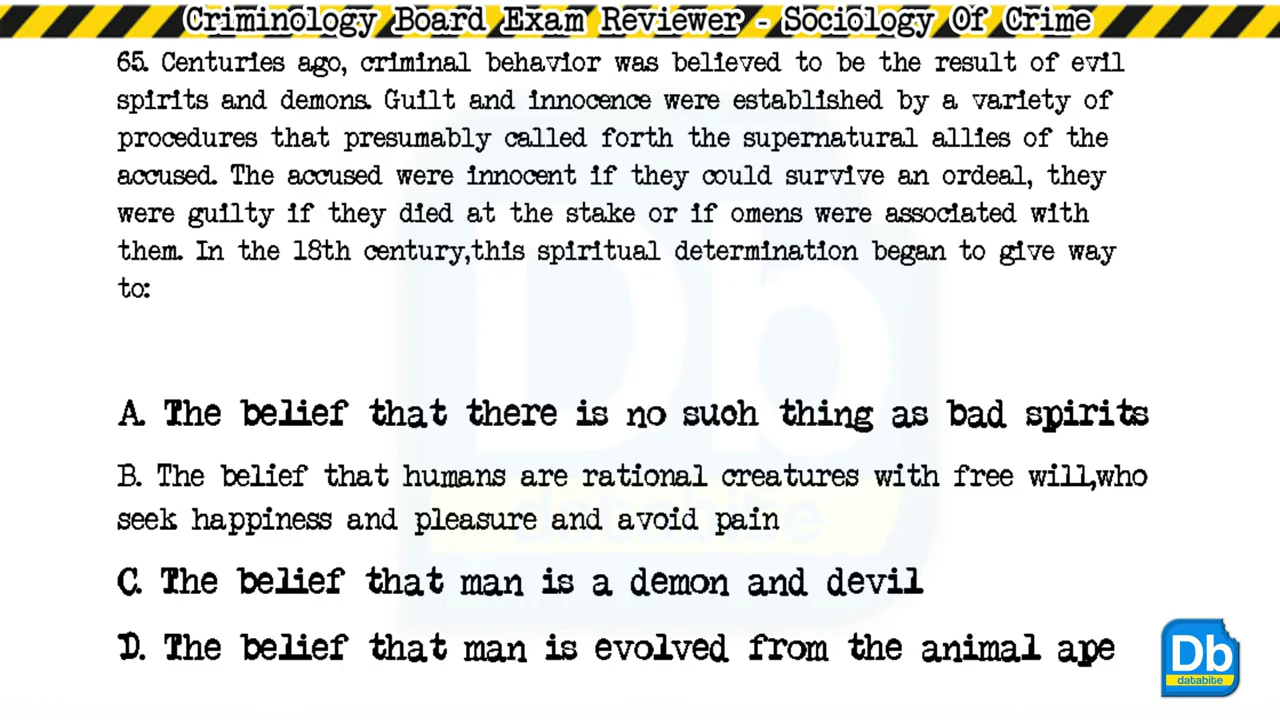 Criminology Board Exam Reviewer - Sociology Of Crime
65. Centuries ago, criminal behavior was believed to be the result of evil
spirits and demons. Guilt and innocence were established by a variety of
procedures that presumably called forth the supernatural allies of the
accused. The accused were innocent if they could survive an ordeal, they
were guilty if they died at the stake or if omens were associated with
them. In the 18th century,this spiritual determination began to give way
to:
A. The belief that there is no such thing as bad spirits
B. The belief that humans are rational creatures with free will,who
seek happiness and pleasure and avoid pain
C. The belief that man is a demon and devil
D. The belief that man is evolved from the animal ape
Db
databite
Db
databite